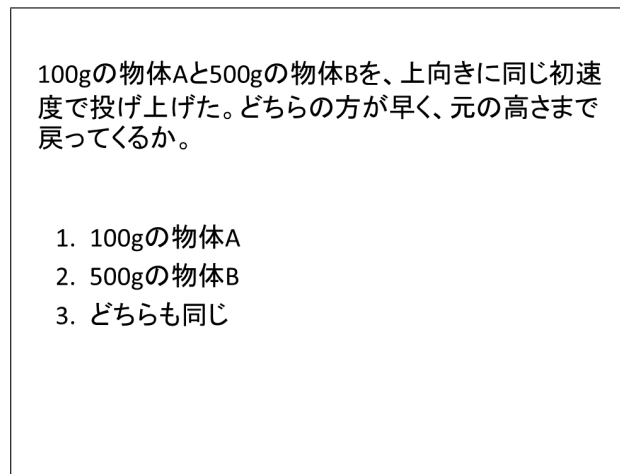 100gの物体Aと500gの物体Bを、上向きに同じ初速
度で投げ上げた。どちらの方が早く、元の高さまで
戻ってくるか。
1. 100gの物体A
2. 500gの物体B
3. どちらも同じ